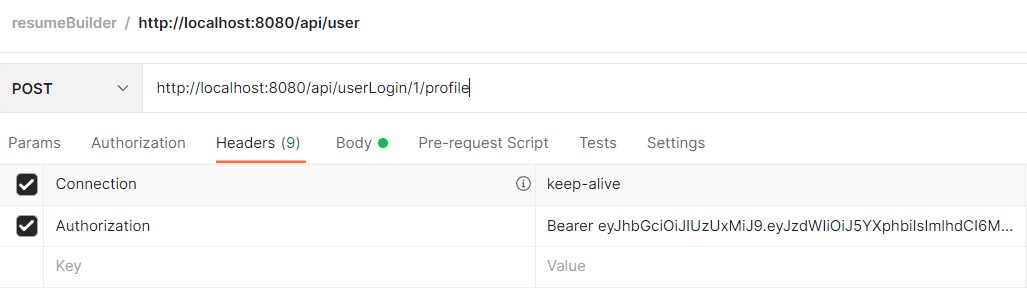 resumeBuilder / http://localhost:8080/api/user
POST http://localhost:8080/api/userLogin/1/profile
Params Authorization Headers (9) Body Pre-request Script Tests Settings
Connection keep-alive
Authorization Bearer eyJhbGciOiJIUzUxMiJ9.eyJzdWIiOiJ5YXphbiIsImlhdCI6M...
Key Value